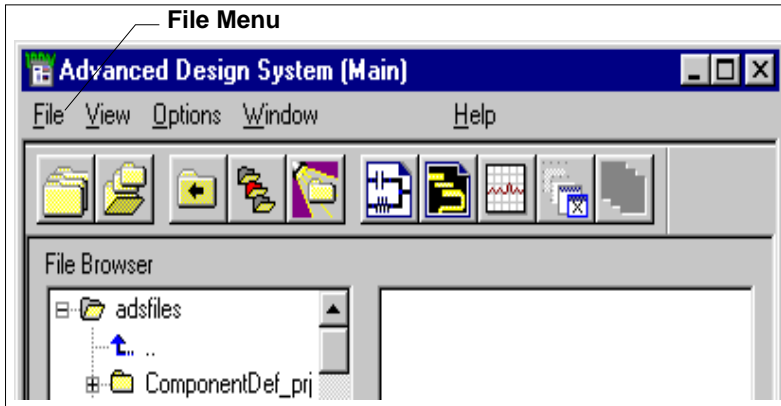 File Menu
Advanced Design System (Main)
File View Options Window Help
File Browser
adsfiles
..
ComponentDef_prj